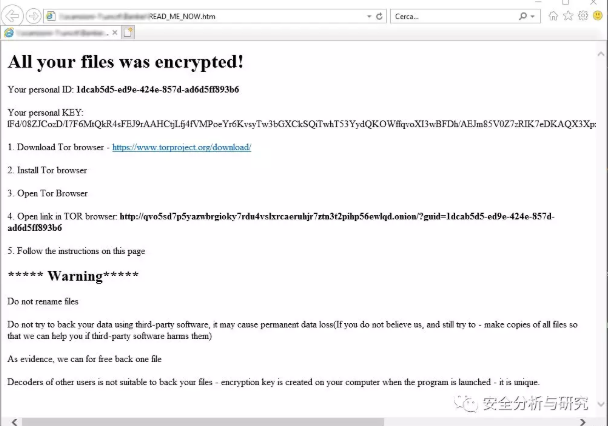 READ_ME_NOW.htm
Cerca...
All your files was encrypted!
Your personal ID: 1dcab5d5-ed9e-424e-857d-ad6d5ff893b6
Your personal KEY:
1. Download Tor browser - https://www.torproject.org/download/
2. Install Tor browser
3. Open Tor Browser
4. Open link in TOR browser: http://qvo5sd7p5yazwbrgioky7rdu4vslxrcaeruhjr7ztn3t2pihp56ewlqd.onion/?guid=1dcab5d5-ed9e-424e-857d-
ad6d5ff893b6
5. Follow the instructions on this page
***** Warning*****
Do not rename files
Do not try to back your data using third-party software, it may cause permanent data loss(If you do not believe us, and still try to - make copies of all files so
that we can help you if third-party software harms them)
As evidence, we can for free back one file
Decoders of other users is not suitable to back your files - encryption key is created on your computer when the program is launched - it is unique.
安全分析与研究